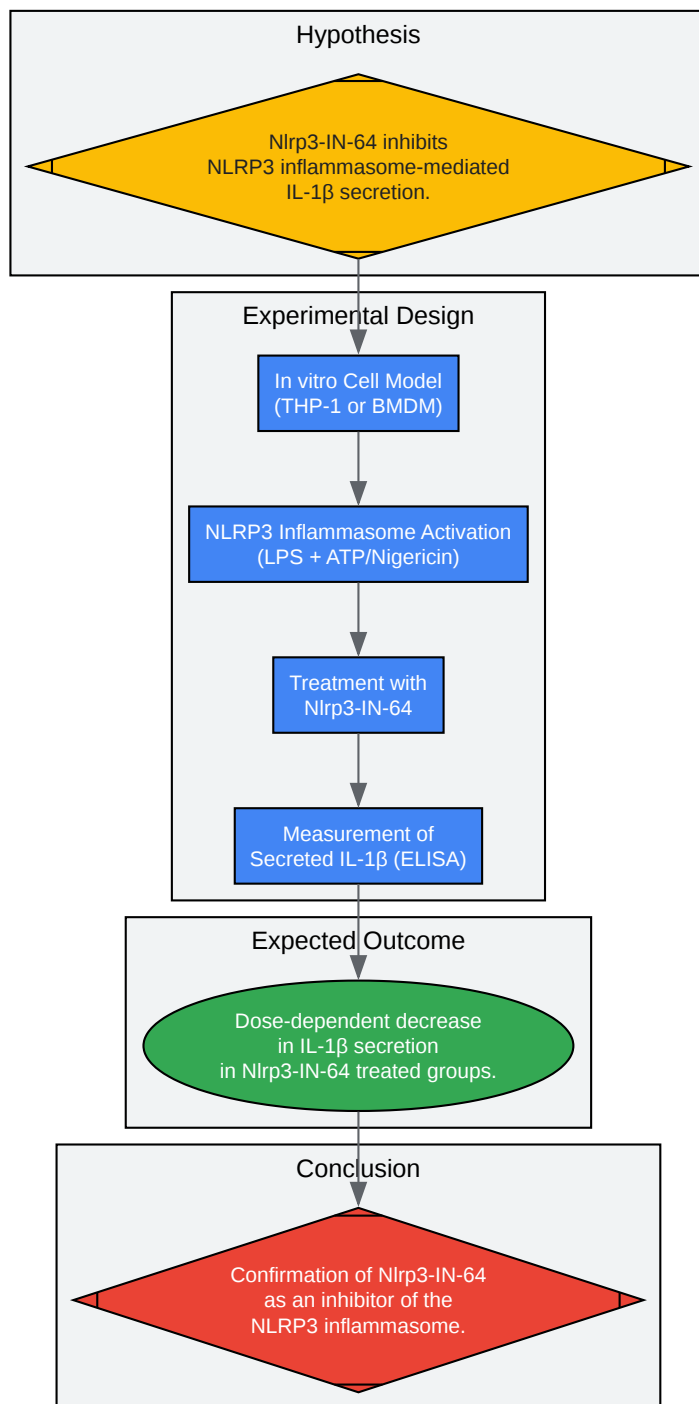 Hypothesis
Nlrp3-IN-64 inhibits
NLRP3 inflammasome-mediated
IL-1β secretion.
Experimental Design
In vitro Cell Model
(THP-1 or BMDM)
NLRP3 Inflammasome Activation
(LPS + ATP/Nigericin)
Treatment with
Nlrp3-IN-64
Measurement of
Secreted IL-1β (ELISA)
Expected Outcome
Dose-dependent decrease
in IL-1β secretion
in Nlrp3-IN-64 treated groups.
Conclusion
Confirmation of Nlrp3-IN-64
as an inhibitor of the
NLRP3 inflammasome.